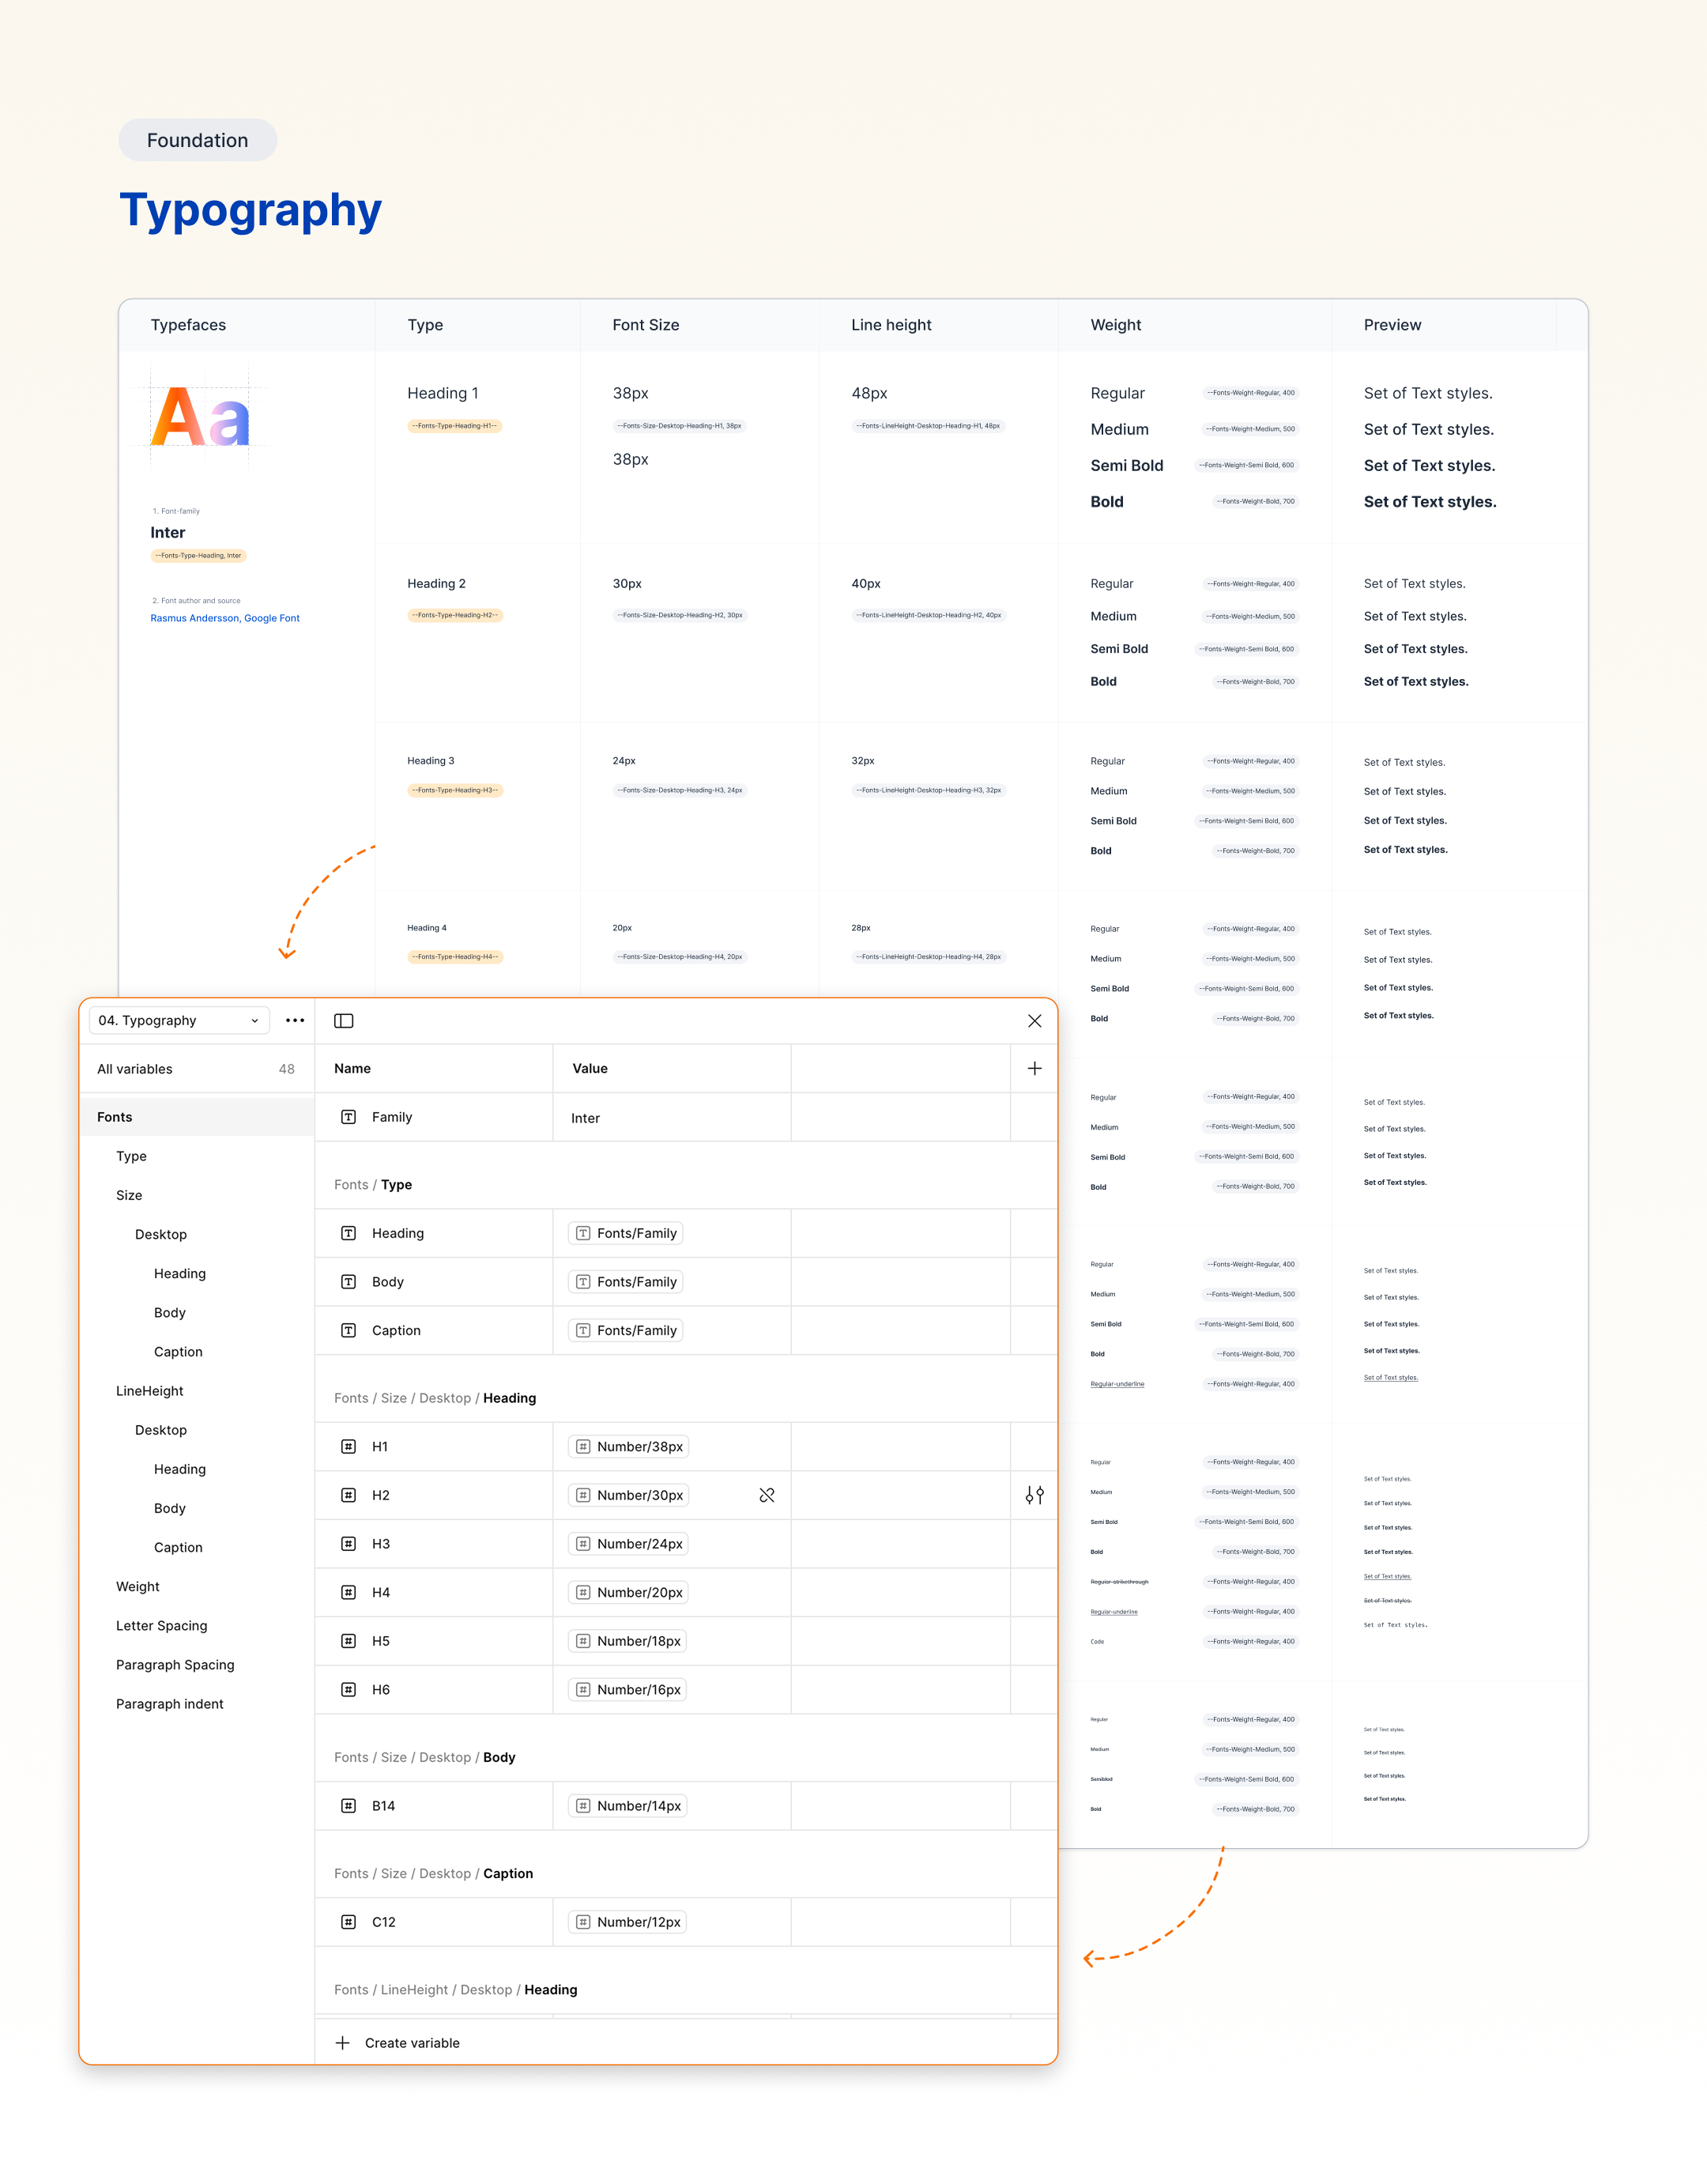 Foundation
Typography
Typefaces Type Font Size Line height Weight Preview
Aa
1. Font-family
Inter
--Fonts-Type-Heading, Inter
2. Font author and source
Rasmus Andersson, Google Font
Heading 1 38px 48px
--Fonts-Type-Heading-H1-- --Fonts-Size-Desktop-Heading-H1, 38px --Fonts-LineHeight-Desktop-Heading-H1, 48px
38px
Regular --Fonts-Weight-Regular, 400 Set of Text styles.
Medium --Fonts-Weight-Medium, 500 Set of Text styles.
Semi Bold --Fonts-Weight-Semi Bold, 600 Set of Text styles.
Bold --Fonts-Weight-Bold, 700 Set of Text styles.
Heading 2 30px 40px
--Fonts-Type-Heading-H2-- --Fonts-Size-Desktop-Heading-H2, 30px --Fonts-LineHeight-Desktop-Heading-H2, 40px
Regular --Fonts-Weight-Regular, 400 Set of Text styles.
Medium --Fonts-Weight-Medium, 500 Set of Text styles.
Semi Bold --Fonts-Weight-Semi Bold, 600 Set of Text styles.
Bold --Fonts-Weight-Bold, 700 Set of Text styles.
Heading 3 24px 32px
--Fonts-Type-Heading-H3-- --Fonts-Size-Desktop-Heading-H3, 24px --Fonts-LineHeight-Desktop-Heading-H3, 32px
Regular --Fonts-Weight-Regular, 400 Set of Text styles.
Medium --Fonts-Weight-Medium, 500 Set of Text styles.
Semi Bold --Fonts-Weight-Semi Bold, 600 Set of Text styles.
Bold --Fonts-Weight-Bold, 700 Set of Text styles.
Heading 4 20px 28px
--Fonts-Type-Heading-H4-- --Fonts-Size-Desktop-Heading-H4, 20px --Fonts-LineHeight-Desktop-Heading-H4, 28px
Regular --Fonts-Weight-Regular, 400 Set of Text styles.
Medium --Fonts-Weight-Medium, 500 Set of Text styles.
Semi Bold --Fonts-Weight-Semi Bold, 600 Set of Text styles.
Bold --Fonts-Weight-Bold, 700 Set of Text styles.
Regular --Fonts-Weight-Regular, 400 Set of Text styles.
Medium --Fonts-Weight-Medium, 500 Set of Text styles.
Semi Bold --Fonts-Weight-Semi Bold, 600 Set of Text styles.
Bold --Fonts-Weight-Bold, 700 Set of Text styles.
Regular --Fonts-Weight-Regular, 400 Set of Text styles.
Medium --Fonts-Weight-Medium, 500 Set of Text styles.
Semi Bold --Fonts-Weight-Semi Bold, 600 Set of Text styles.
Bold --Fonts-Weight-Bold, 700 Set of Text styles.
Regular-underline --Fonts-Weight-Regular, 400 Set of Text styles.
Regular --Fonts-Weight-Regular, 400 Set of Text styles.
Medium --Fonts-Weight-Medium, 500 Set of Text styles.
Semi Bold --Fonts-Weight-Semi Bold, 600 Set of Text styles.
Bold --Fonts-Weight-Bold, 700 Set of Text styles.
Regular-strikethrough --Fonts-Weight-Regular, 400 Set of Text styles.
Regular-underline --Fonts-Weight-Regular, 400 Set of Text styles.
Code --Fonts-Weight-Regular, 400 Set of Text styles.
Regular --Fonts-Weight-Regular, 400 Set of Text styles.
Medium --Fonts-Weight-Medium, 500 Set of Text styles.
Semiblod --Fonts-Weight-Semi Bold, 600 Set of Text styles.
Bold --Fonts-Weight-Bold, 700 Set of Text styles.
04. Typography
All variables 48
Fonts
Type
Size
Desktop
Heading
Body
Caption
LineHeight
Desktop
Heading
Body
Caption
Weight
Letter Spacing
Paragraph Spacing
Paragraph indent
Name Value
Family Inter
Fonts / Type
Heading Fonts/Family
Body Fonts/Family
Caption Fonts/Family
Fonts / Size / Desktop / Heading
H1 Number/38px
H2 Number/30px
H3 Number/24px
H4 Number/20px
H5 Number/18px
H6 Number/16px
Fonts / Size / Desktop / Body
B14 Number/14px
Fonts / Size / Desktop / Caption
C12 Number/12px
Fonts / LineHeight / Desktop / Heading
Create variable